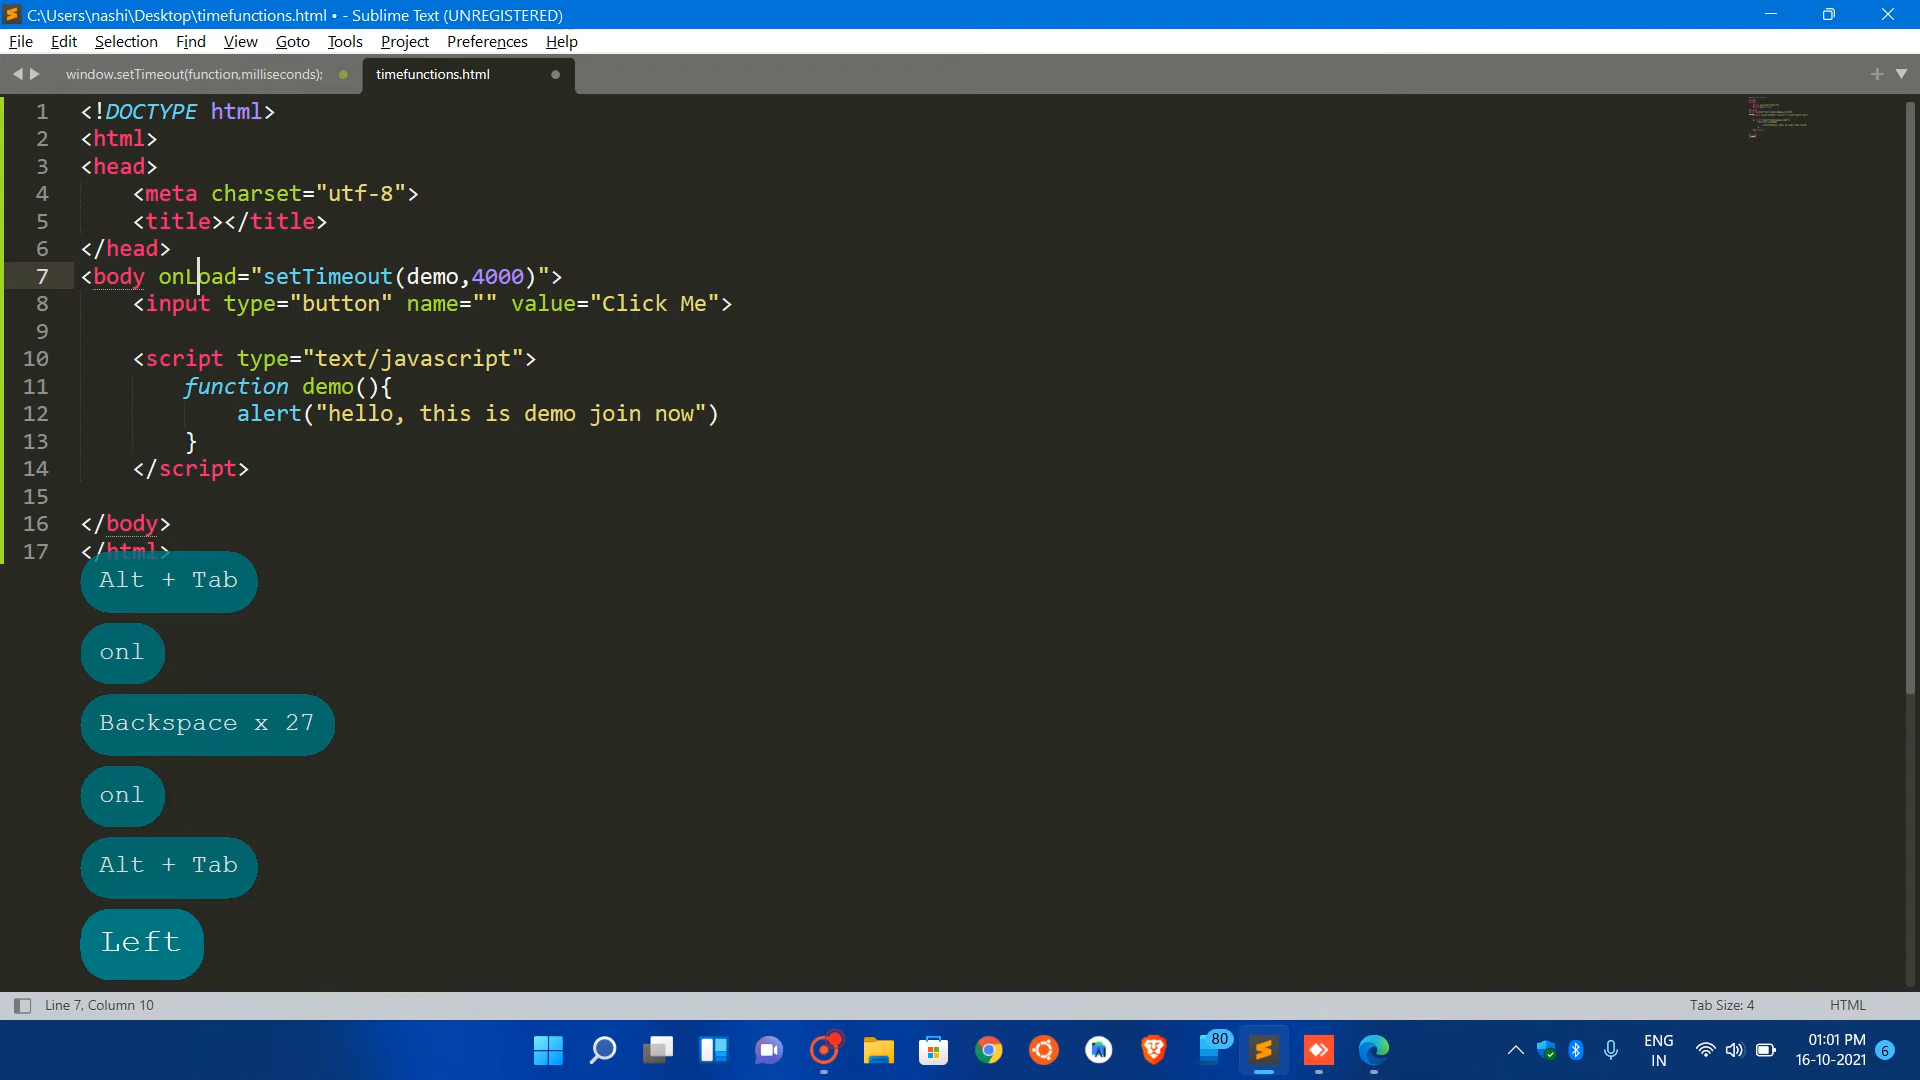 C:\Users\nashi\Desktop\timefunctions.html • - Sublime Text (UNREGISTERED)
File Edit Selection Find View Goto Tools Project Preferences Help
window.setTimeout(function,milliseconds); timefunctions.html
1 <!DOCTYPE html>
2 <html>
3 <head>
4 <meta charset="utf-8">
5 <title></title>
6 </head>
7 <body onLoad="setTimeout(demo,4000)">
8 <input type="button" name="" value="Click Me">
9
10 <script type="text/javascript">
11 function demo(){
12 alert("hello, this is demo join now")
13 }
14 </script>
15
16 </body>
17 </html>
Alt + Tab
onl
Backspace x 27
onl
Alt + Tab
Left
Line 7, Column 10 Tab Size: 4 HTML
80
ENG
IN
01:01 PM
16-10-2021
6